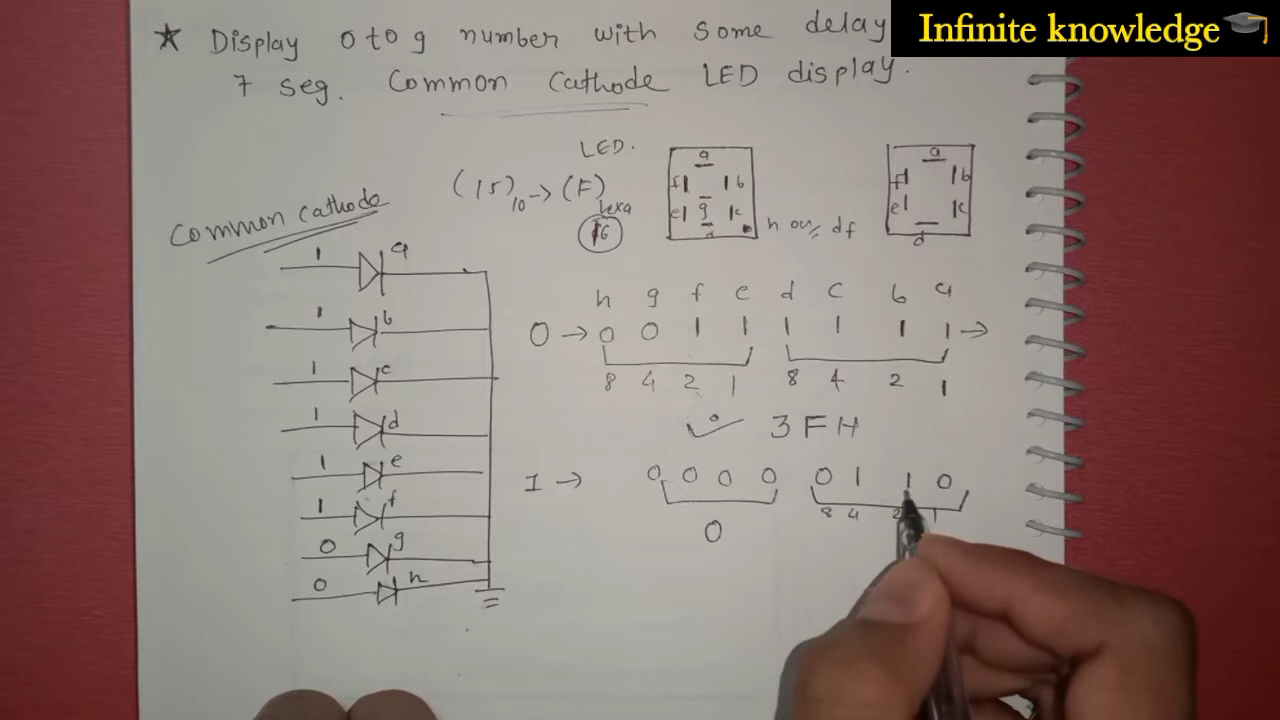 Infinite knowledge
* Display 0 to 9 number with some delay
7 seg. Common Cathode LED display.
LED.
(15)10 → (F) hexa
16
a
f b
g
e c
d
h or df
a
f b
e c
d
Common Cathode
1 a
1 b
1 c
1 d
1 e
1 f
0 g
0 h
h g f e d c b a
0 → 0 0 1 1 1 1 1 1 →
8 4 2 1 8 4 2 1
3FH
1 → 0 0 0 0 0 1 1 0
8 4 2 1
0